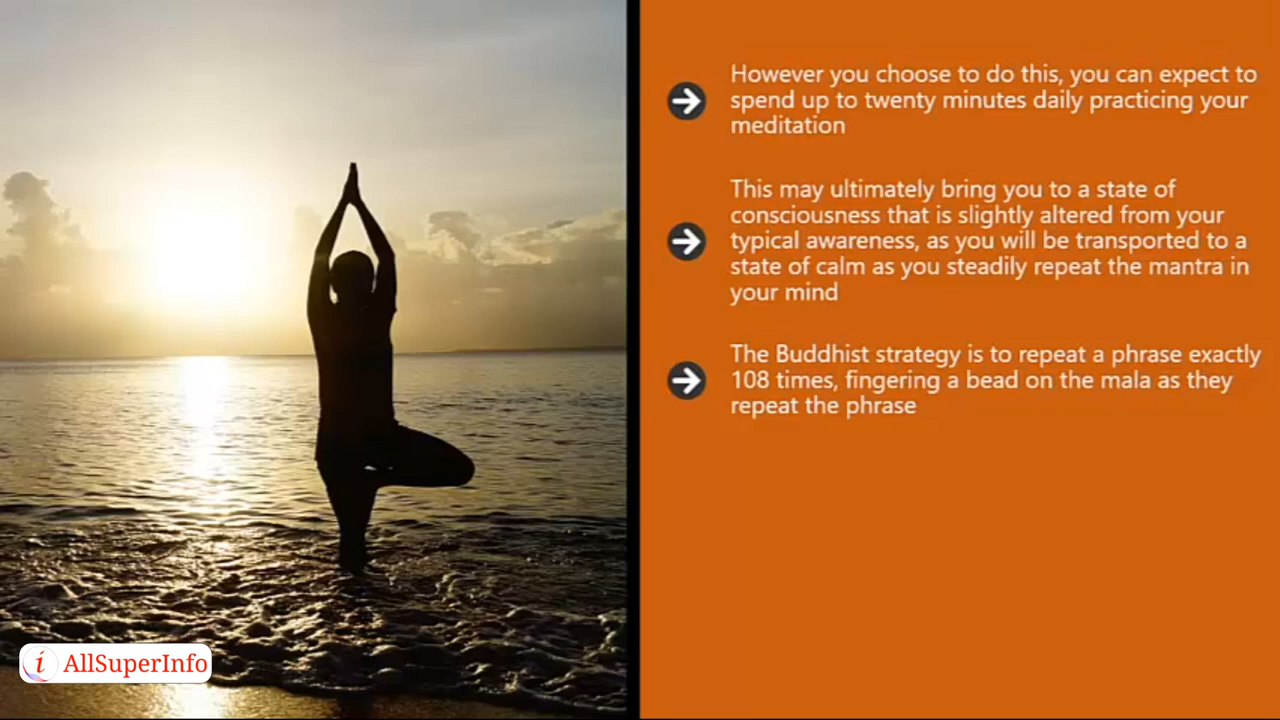 However you choose to do this, you can expect to
spend up to twenty minutes daily practicing your
meditation
This may ultimately bring you to a state of
consciousness that is slightly altered from your
typical awareness, as you will be transported to a
state of calm as you steadily repeat the mantra in
your mind
The Buddhist strategy is to repeat a phrase exactly
108 times, fingering a bead on the mala as they
repeat the phrase
i AllSuperInfo